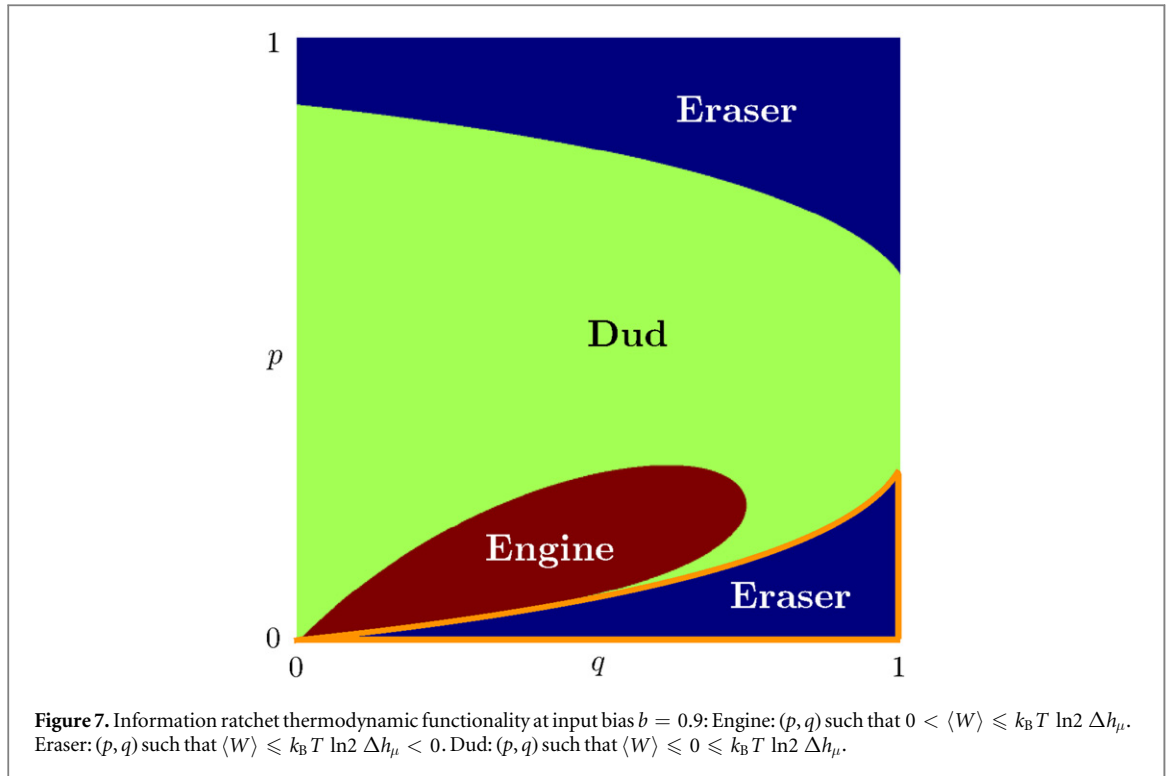 1
Eraser
Dud
p
Engine
Eraser
0
0
q
1
Figure 7. Information ratchet thermodynamic functionality at input bias b = 0.9: Engine: (p, q) such that 0 < ⟨W⟩ ⩽ k_B T ln2 Δh_μ.
Eraser: (p, q) such that ⟨W⟩ ⩽ k_B T ln2 Δh_μ < 0. Dud: (p, q) such that ⟨W⟩ ⩽ 0 ⩽ k_B T ln2 Δh_μ.